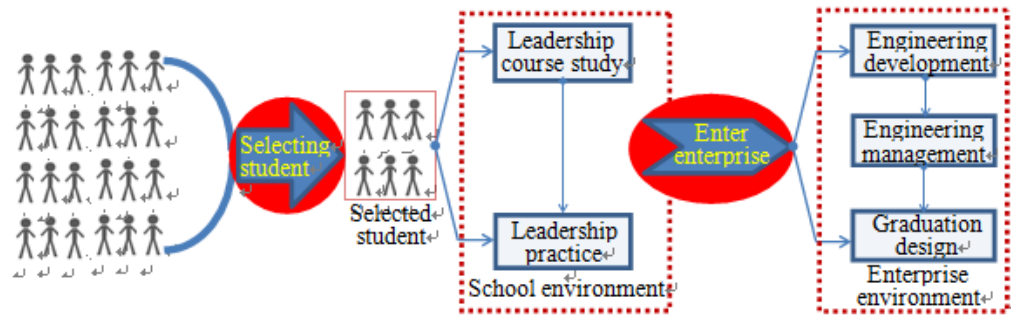 Selecting
student
Selected
student
Leadership
course study
Leadership
practice
School environment
Enter
enterprise
Engineering
development
Engineering
management
Graduation
design
Enterprise
environment